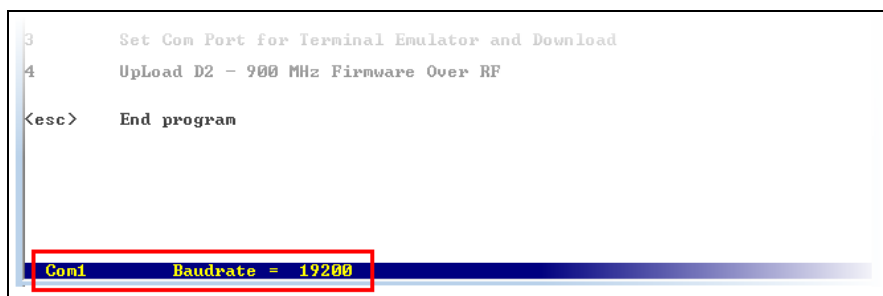 3 Set Com Port for Terminal Emulator and Download
4 UpLoad D2 - 900 MHz Firmware Over RF
<esc> End program
Com1 Baudrate = 19200